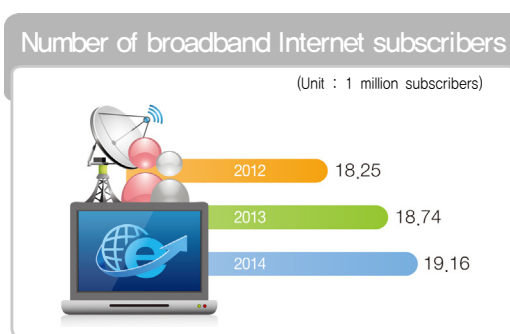 Number of broadband Internet subscribers
(Unit : 1 million subscribers)
2012 18.25
2013 18.74
2014 19.16
e